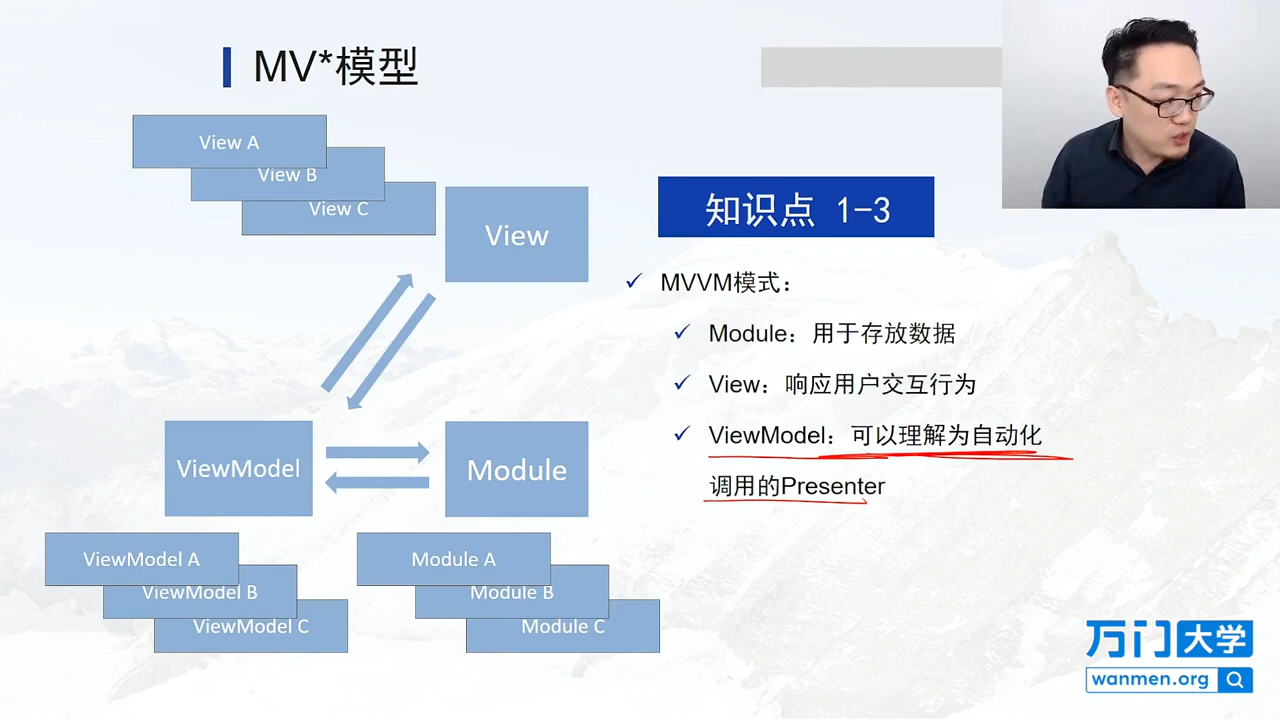 MV*模型
View A
View B
View C
View
知识点 1-3
MVVM模式：
Module：用于存放数据
View：响应用户交互行为
ViewModel：可以理解为自动化
调用的Presenter
ViewModel
Module
ViewModel A
ViewModel B
ViewModel C
Module A
Module B
Module C
万门大学
wanmen.org